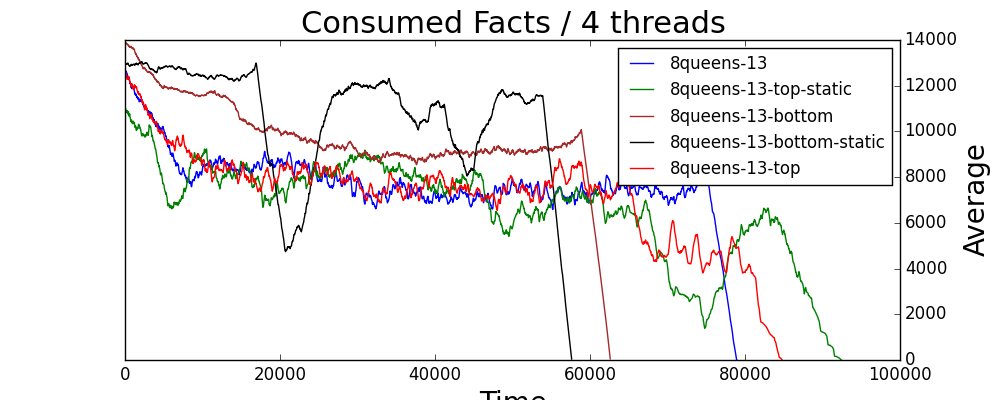 Consumed Facts / 4 threads
14000
12000
10000
8000
6000
4000
2000
0
Average
8queens-13
8queens-13-top-static
8queens-13-bottom
8queens-13-bottom-static
8queens-13-top
0 20000 40000 60000 80000 100000
Time